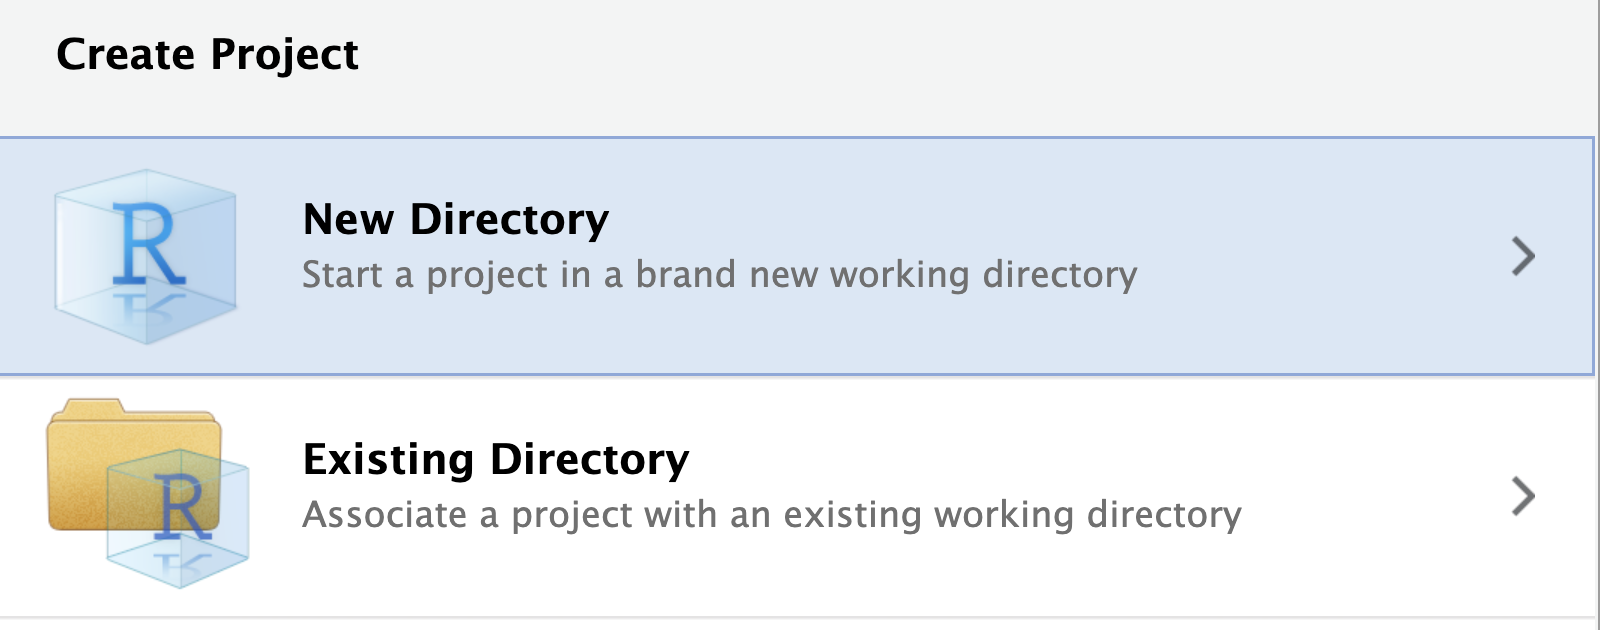 Create Project
R
New Directory
Start a project in a brand new working directory
R
Existing Directory
Associate a project with an existing working directory